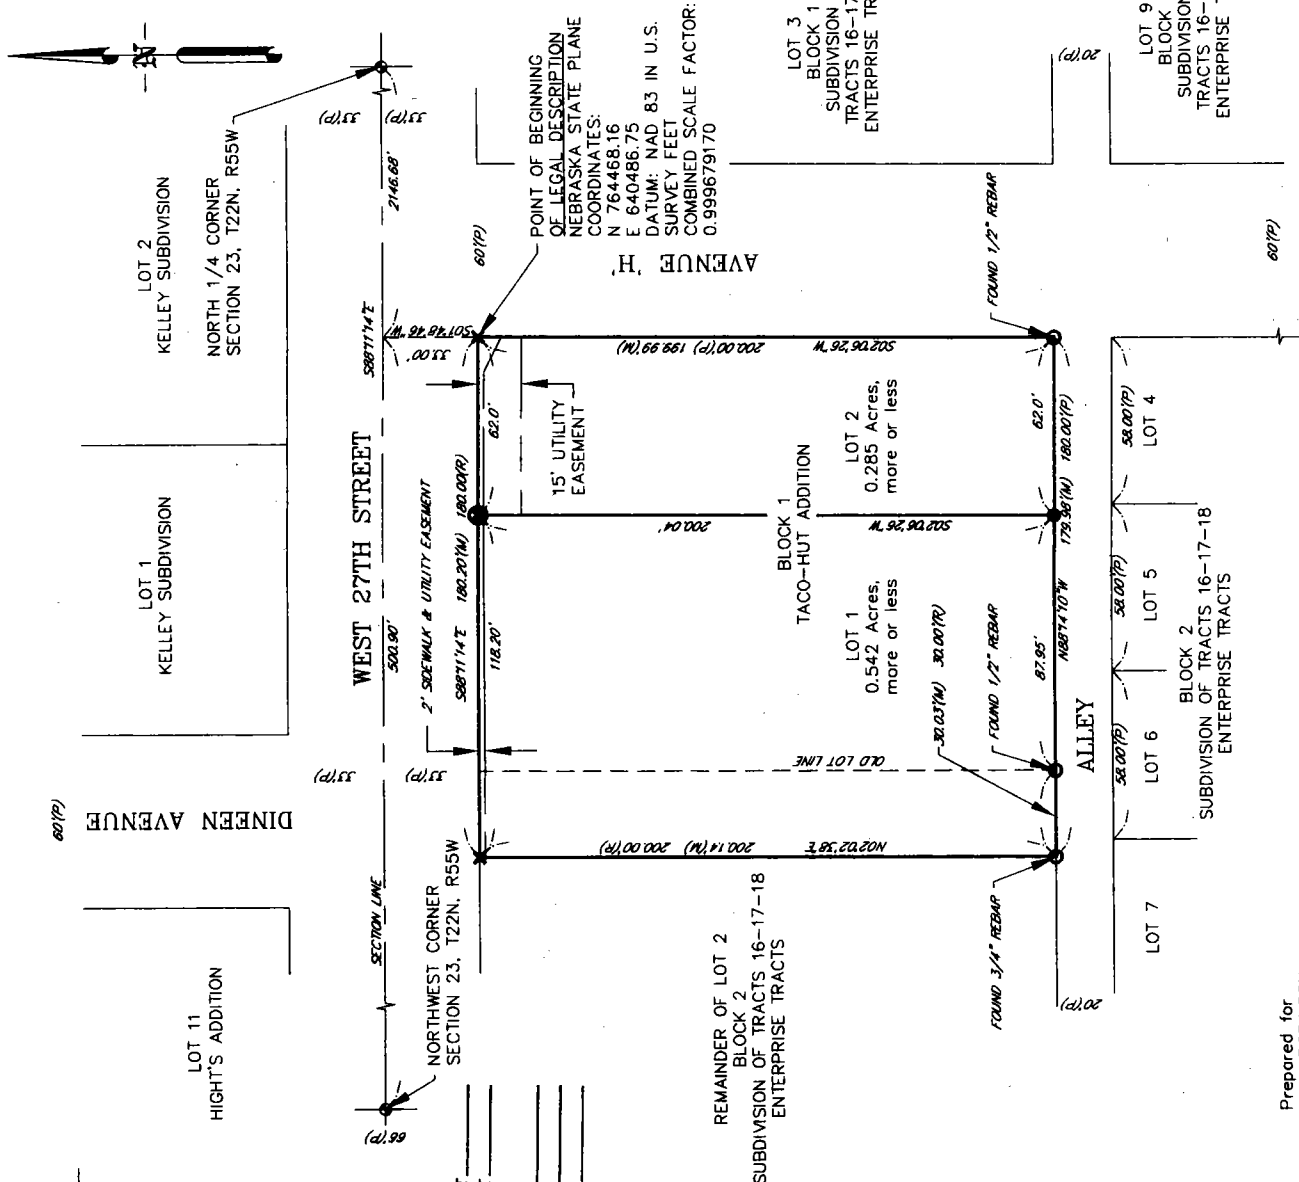 N
LOT 11
HIGHT'S ADDITION
60'(P)
DINEEN AVENUE
LOT 1
KELLEY SUBDIVISION
LOT 2
KELLEY SUBDIVISION
NORTH 1/4 CORNER
SECTION 23, T22N, R55W
33'(P)
33'(P)
33'(P)
33'(P)
66'(P)
NORTHWEST CORNER
SECTION 23, T22N, R55W
SECTION LINE
500.90'
WEST 27TH STREET
S88°11'14"E
2146.68'
2' SIDEWALK & UTILITY EASEMENT
33.00'
S01°48'46"W
60'(P)
POINT OF BEGINNING
OF LEGAL DESCRIPTION
NEBRASKA STATE PLANE
COORDINATES:
N 764468.16
E 640486.75
DATUM: NAD 83 IN U.S.
SURVEY FEET
COMBINED SCALE FACTOR:
0.999679170
S88°11'14"E 180.20'(M) 180.00'(R)
118.20'
62.0'
15' UTILITY
EASEMENT
AVENUE 'H'
LOT 3
BLOCK 1
SUBDIVISION
TRACTS 16-17
ENTERPRISE TR
20'(P)
LOT 9
BLOCK
SUBDIVISION
TRACTS 16-
ENTERPRISE
REMAINDER OF LOT 2
BLOCK 2
SUBDIVISION OF TRACTS 16-17-18
ENTERPRISE TRACTS
N02°02'38"E 200.14'(M) 200.00'(R)
OLD LOT LINE
BLOCK 1
TACO-HUT ADDITION
LOT 1
0.542 Acres,
more or less
S02°06'26"W 200.04'
LOT 2
0.285 Acres,
more or less
S02°06'26"W 200.00'(P) 199.99'(M)
30.03'(M) 30.00'(R)
FOUND 3/4" REBAR
FOUND 1/2" REBAR
FOUND 1/2" REBAR
87.95'
62.0'
N88°14'10"W 179.98'(M) 180.00'(P)
20'(P)
ALLEY
60'(P)
58.00'(P)
58.00'(P)
58.00'(P)
LOT 7
LOT 6
LOT 5
LOT 4
BLOCK 2
SUBDIVISION OF TRACTS 16-17-18
ENTERPRISE TRACTS
Prepared for